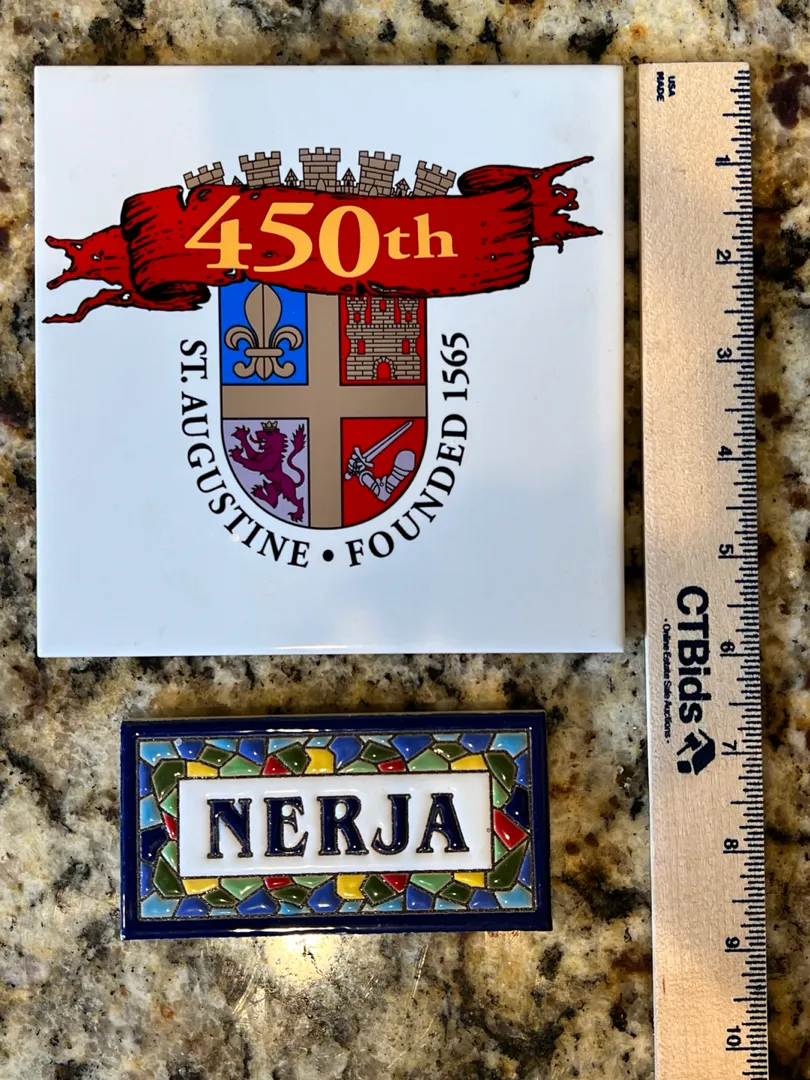 450th
ST. AUGUSTINE • FOUNDED 1565
NERJA
USA
MADE
1
2
3
4
5
6
7
8
9
10
CTBids
• Online Estate Sale Auctions •